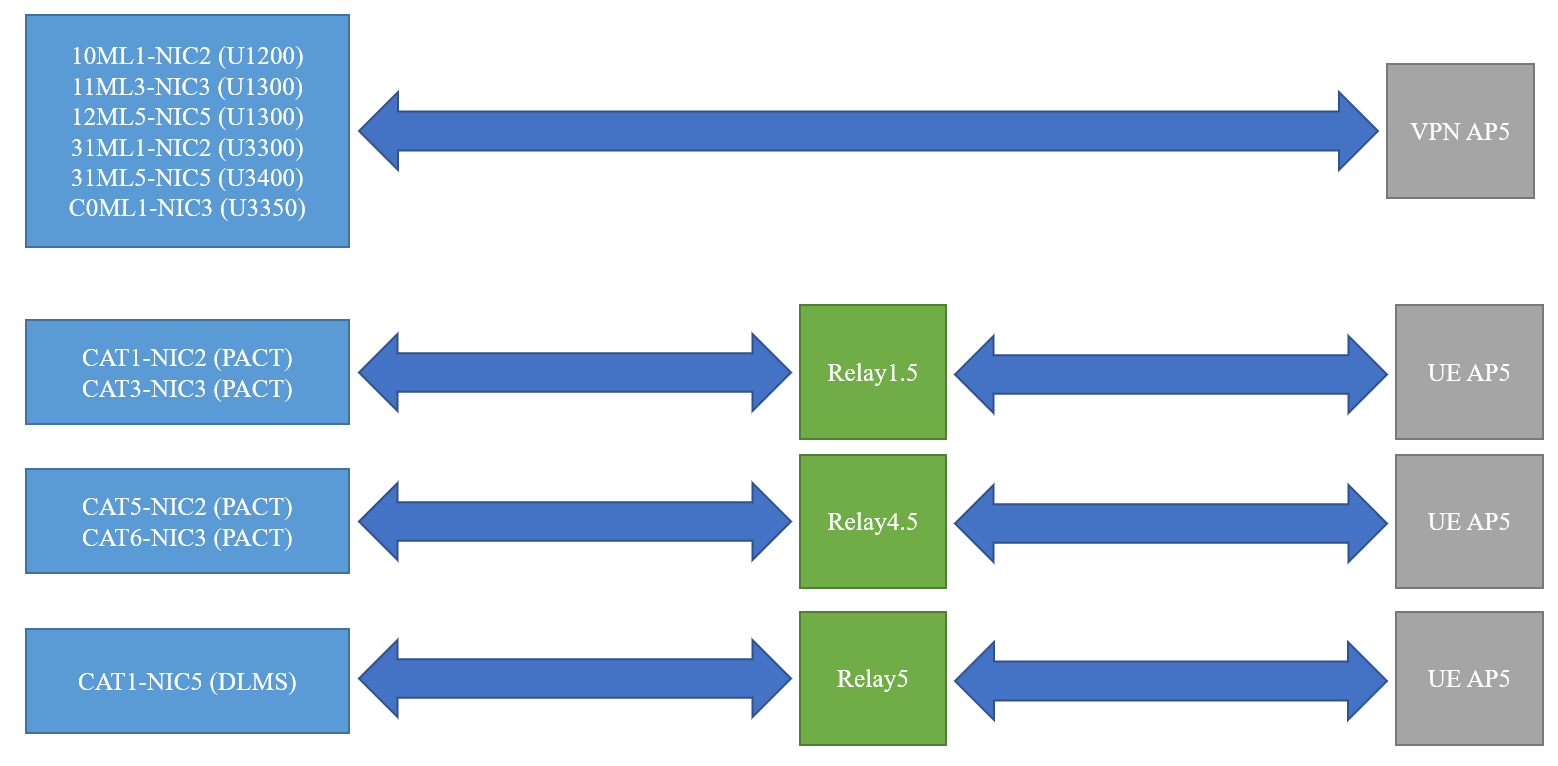 10ML1-NIC2 (U1200)
11ML3-NIC3 (U1300)
12ML5-NIC5 (U1300)
31ML1-NIC2 (U3300)
31ML5-NIC5 (U3400)
C0ML1-NIC3 (U3350)
VPN AP5
CAT1-NIC2 (PACT)
CAT3-NIC3 (PACT)
Relay1.5
UE AP5
CAT5-NIC2 (PACT)
CAT6-NIC3 (PACT)
Relay4.5
UE AP5
CAT1-NIC5 (DLMS)
Relay5
UE AP5